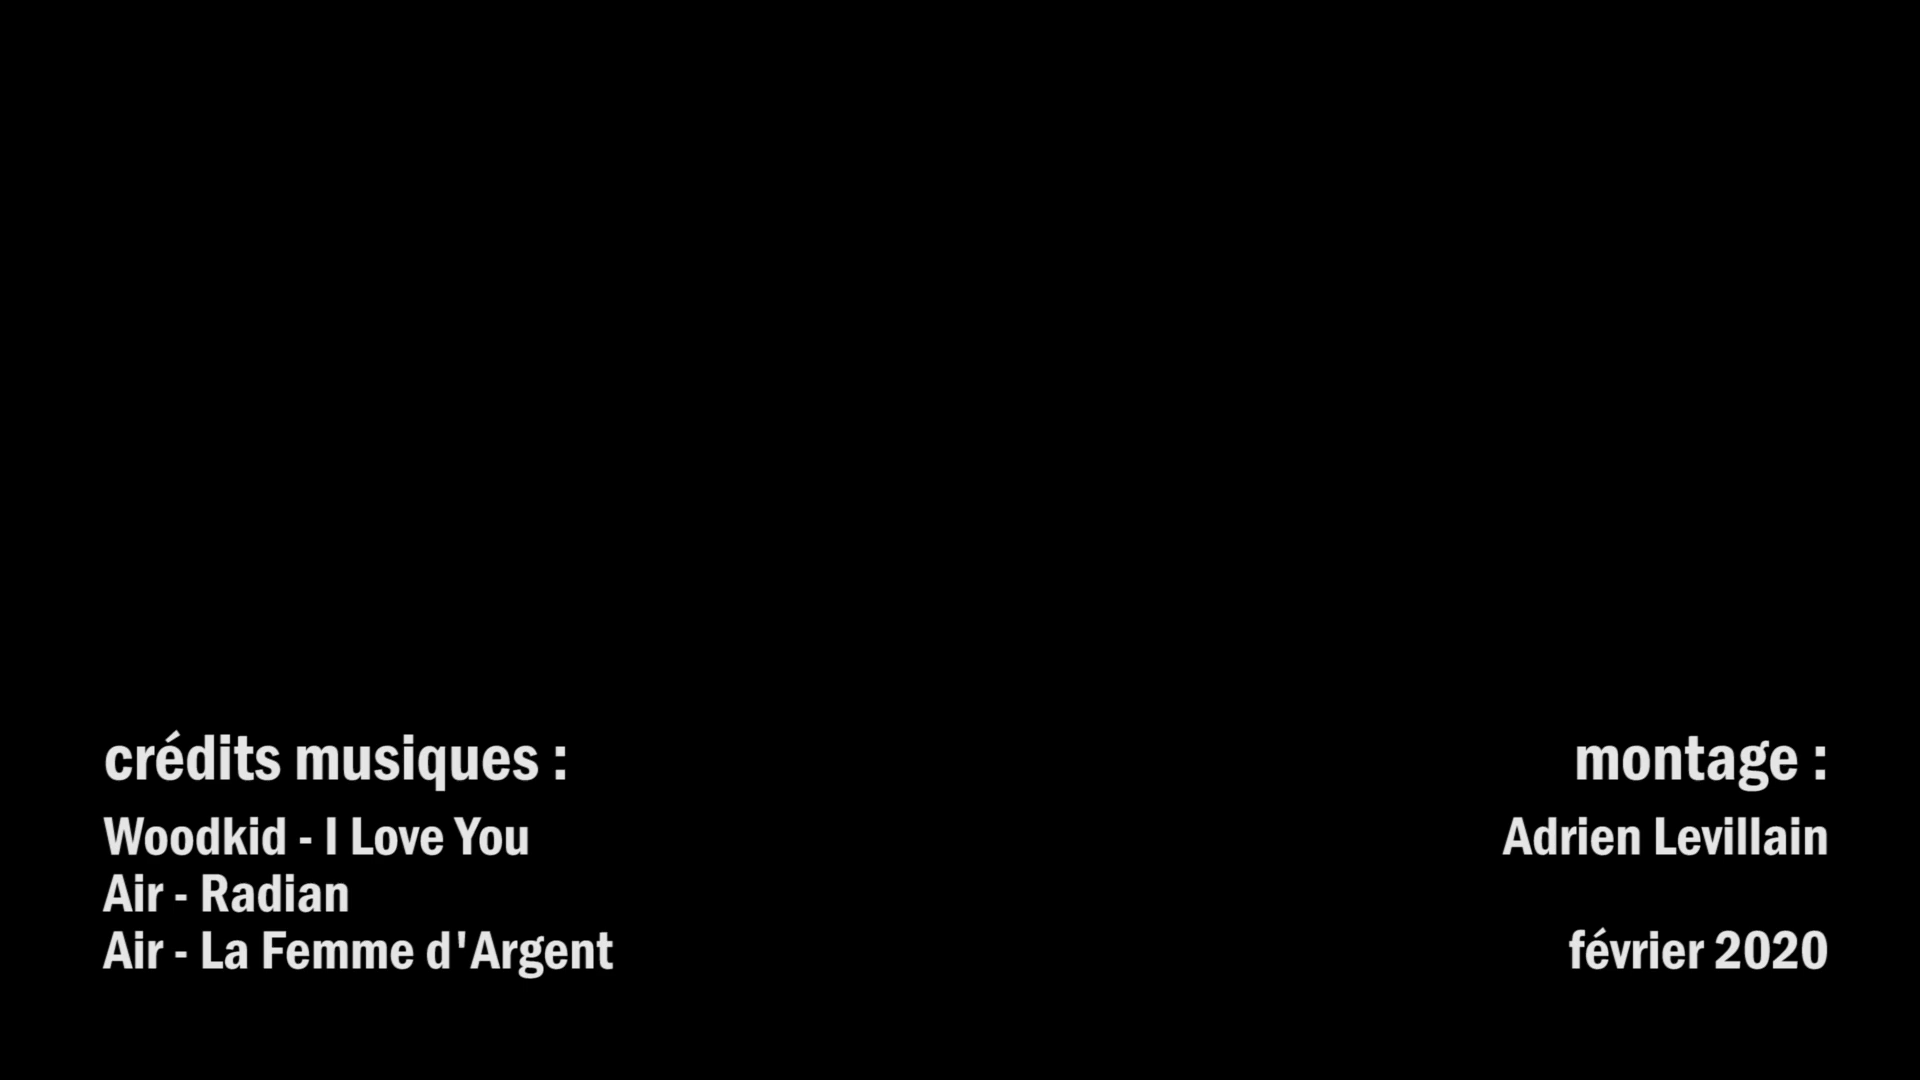 crédits musiques :
Woodkid - I Love You
Air - Radian
Air - La Femme d'Argent
montage :
Adrien Levillain
février 2020